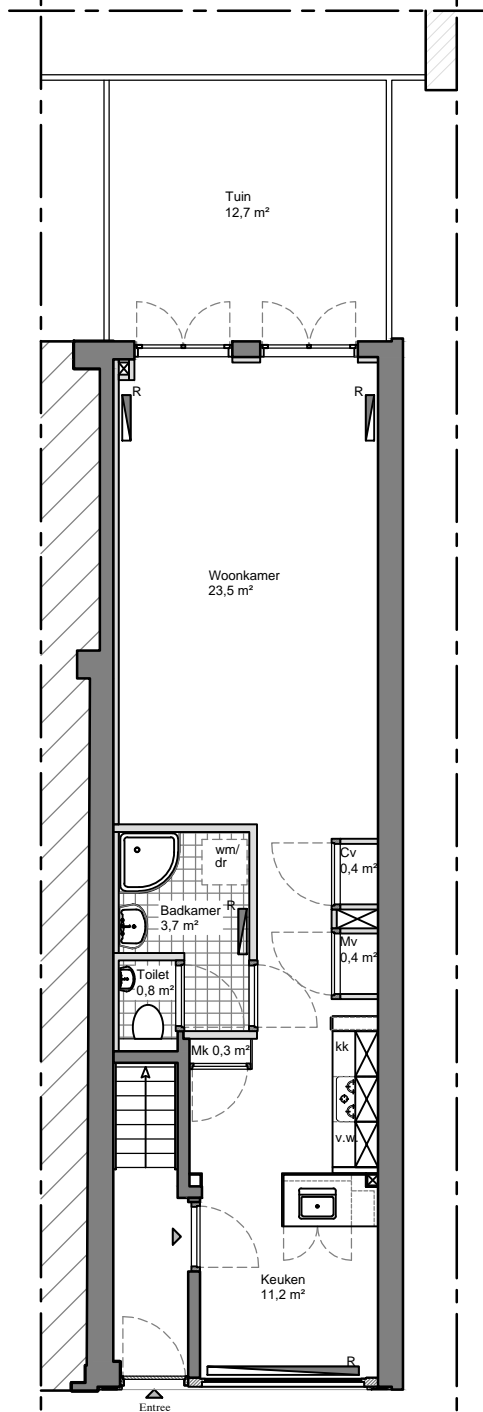 Tuin
12,7 m²
R
R
Woonkamer
23,5 m²
wm/
dr
Cv
0,4 m²
Badkamer
3,7 m²
R
Mv
0,4 m²
Toilet
0,8 m²
Mk 0,3 m²
kk
v.w.
Keuken
11,2 m²
R
Entree